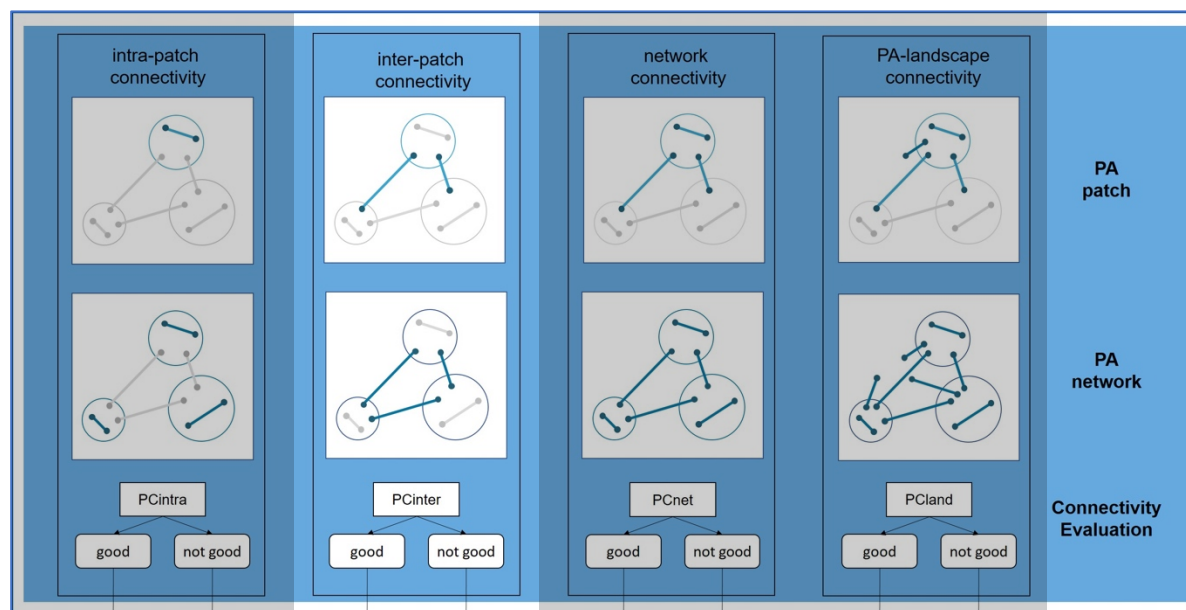 intra-patch
connectivity
inter-patch
connectivity
network
connectivity
PA-landscape
connectivity
PA
patch
PA
network
PCintra
PCinter
PCnet
PCland
Connectivity
Evaluation
good
not good
good
not good
good
not good
good
not good